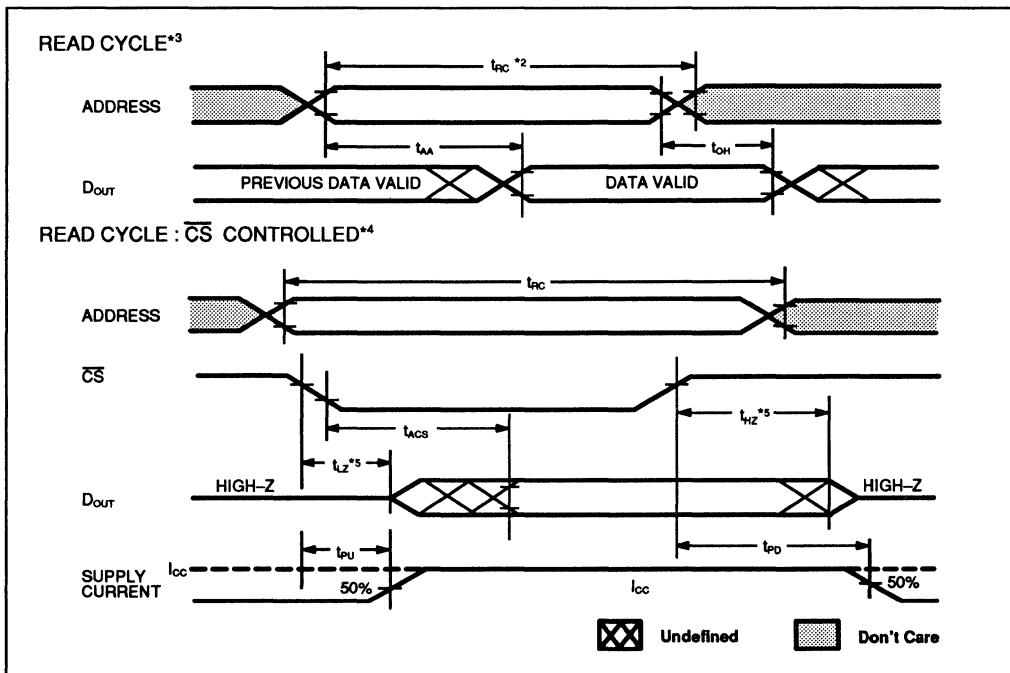 READ CYCLE*3
tRC *2
ADDRESS
tAA
tOH
DOUT
PREVIOUS DATA VALID
DATA VALID
READ CYCLE : C̅S̅ CONTROLLED*4
tRC
ADDRESS
C̅S̅
tACS
tHZ*5
tLZ*5
HIGH–Z
HIGH–Z
DOUT
tPU
tPD
ICC
SUPPLY
CURRENT
50%
ICC
50%
Undefined
Don't Care